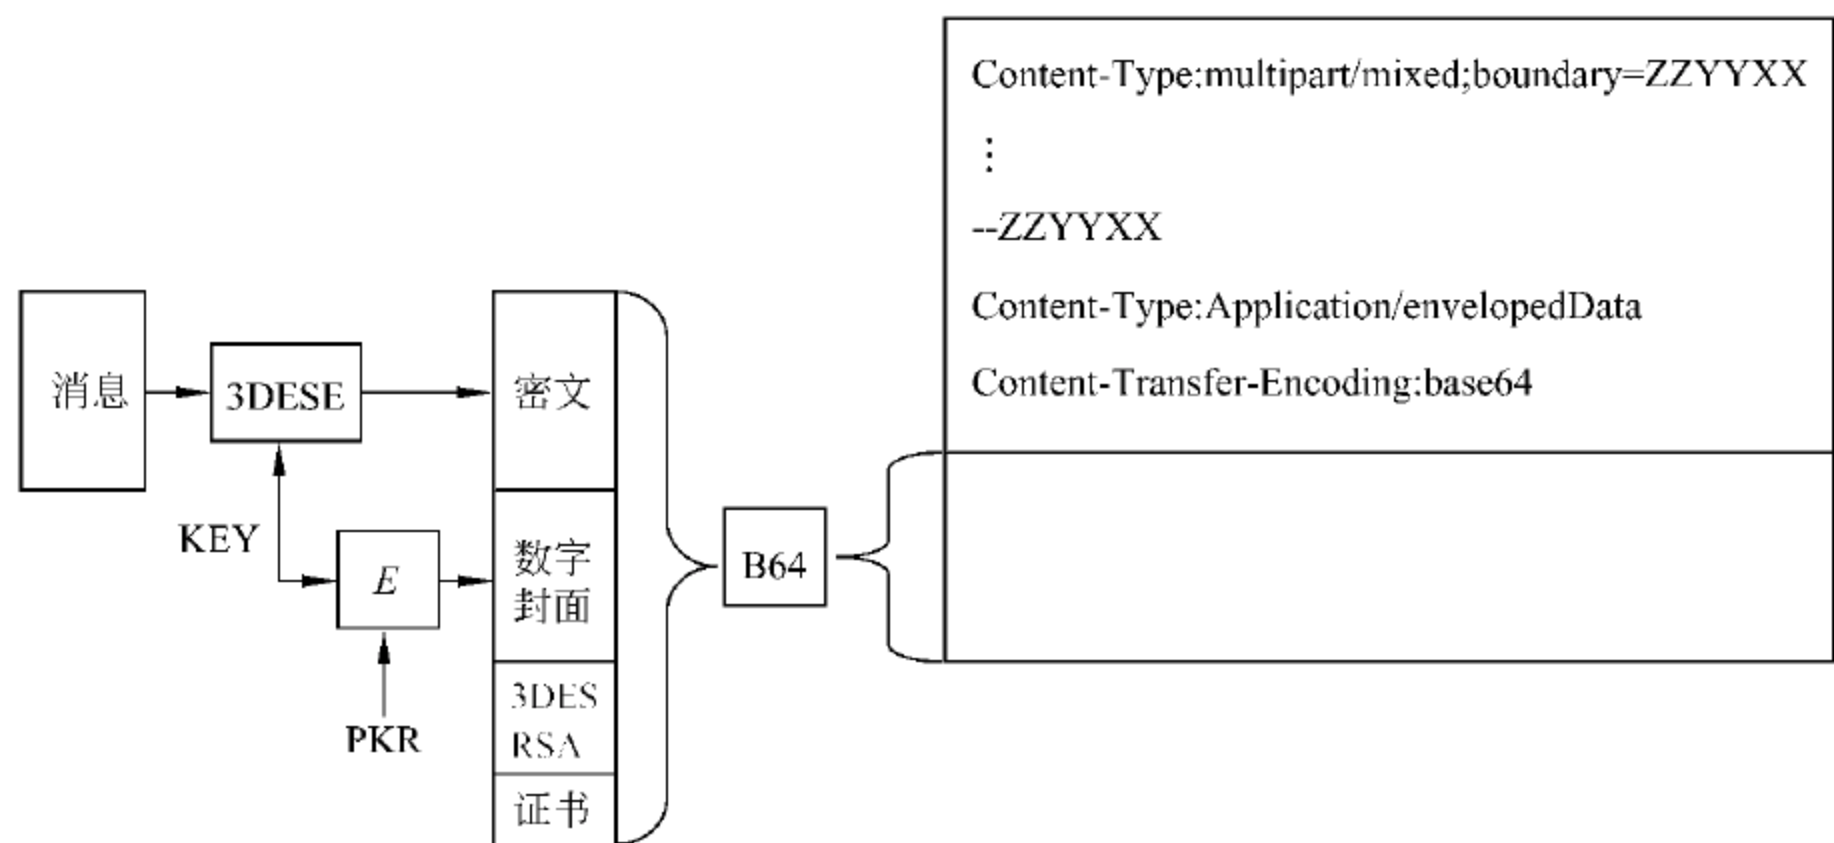 Content-Type:multipart/mixed;boundary=ZZYYXX
⋮
--ZZYYXX
Content-Type:Application/envelopedData
Content-Transfer-Encoding:base64
消息
3DESE
密文
KEY
E
数字
封面
B64
PKR
3DES
RSA
证书